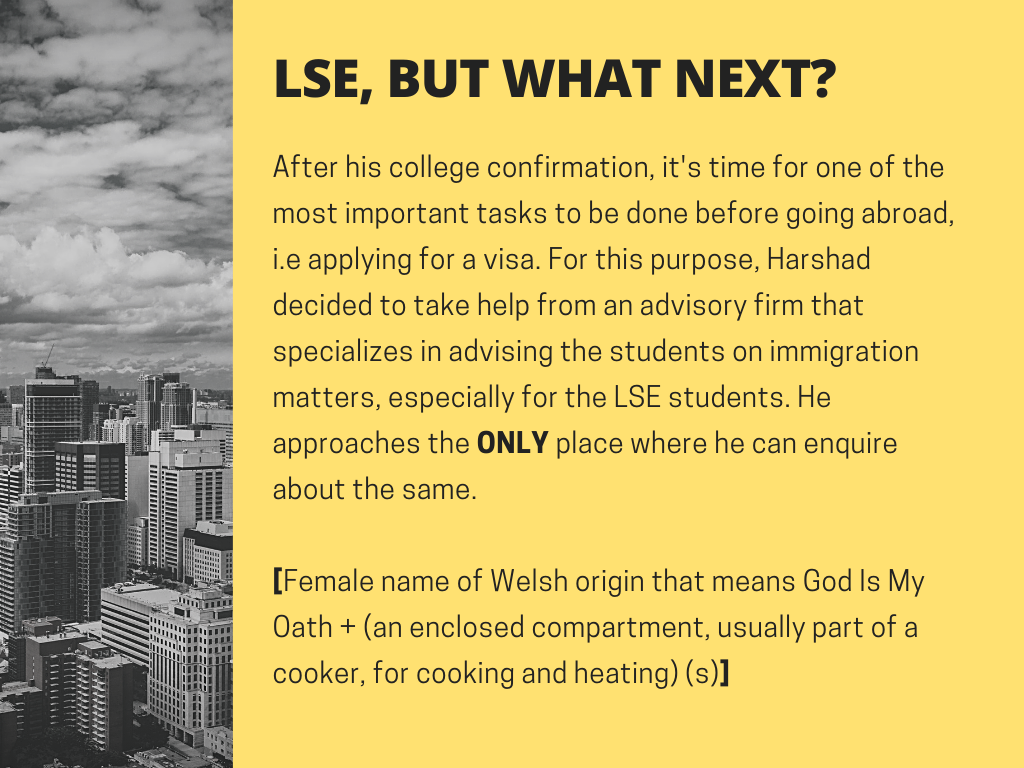 LSE, BUT WHAT NEXT?
After his college confirmation, it's time for one of the
most important tasks to be done before going abroad,
i.e applying for a visa. For this purpose, Harshad
decided to take help from an advisory firm that
specializes in advising the students on immigration
matters, especially for the LSE students. He
approaches the ONLY place where he can enquire
about the same.
[Female name of Welsh origin that means God Is My
Oath + (an enclosed compartment, usually part of a
cooker, for cooking and heating) (s)]